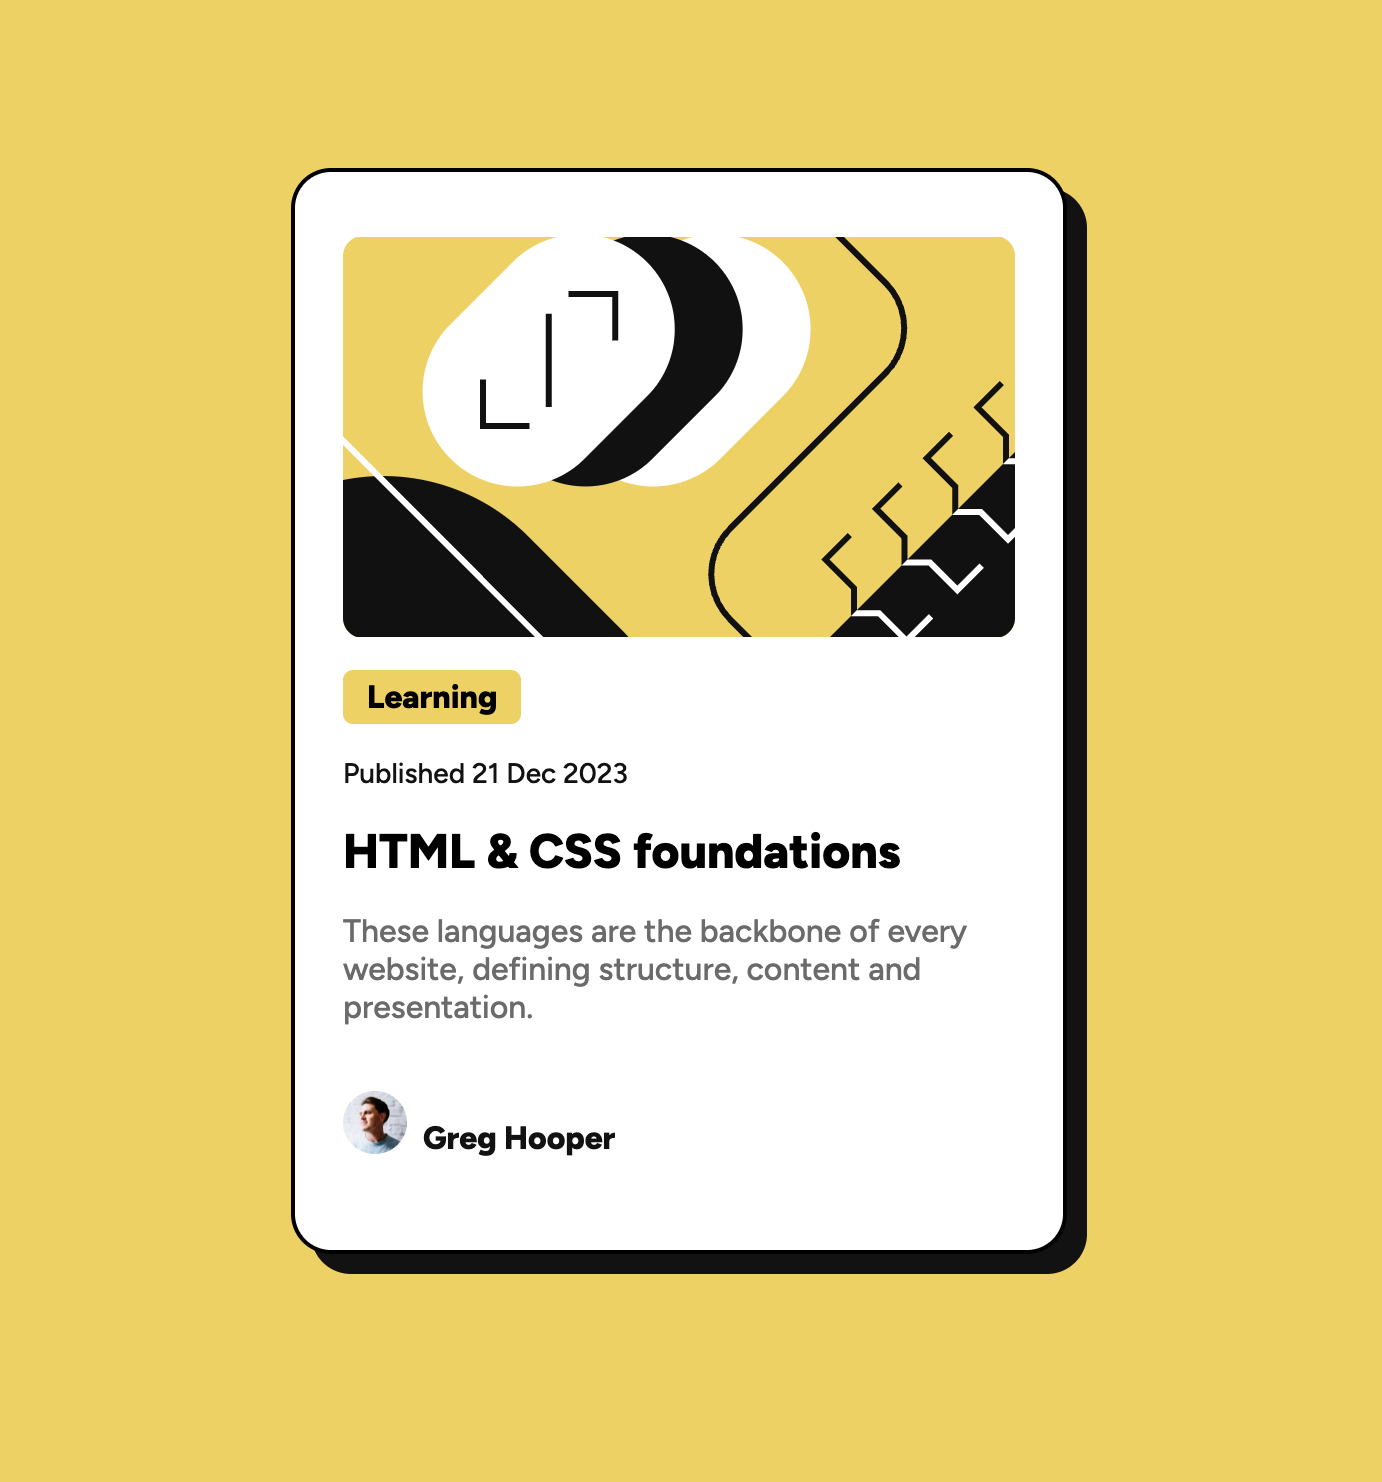 Learning
Published 21 Dec 2023
HTML & CSS foundations
These languages are the backbone of every
website, defining structure, content and
presentation.
Greg Hooper